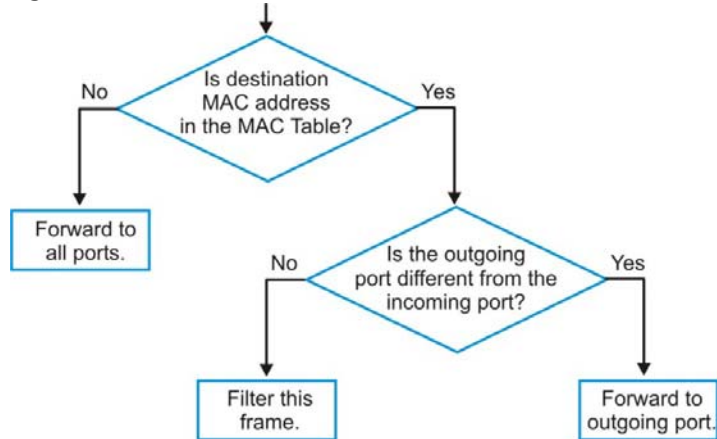 Is destination
MAC address
in the MAC Table?
No
Yes
Forward to
all ports.
Is the outgoing
port different from the
incoming port?
No
Yes
Filter this
frame.
Forward to
outgoing port.